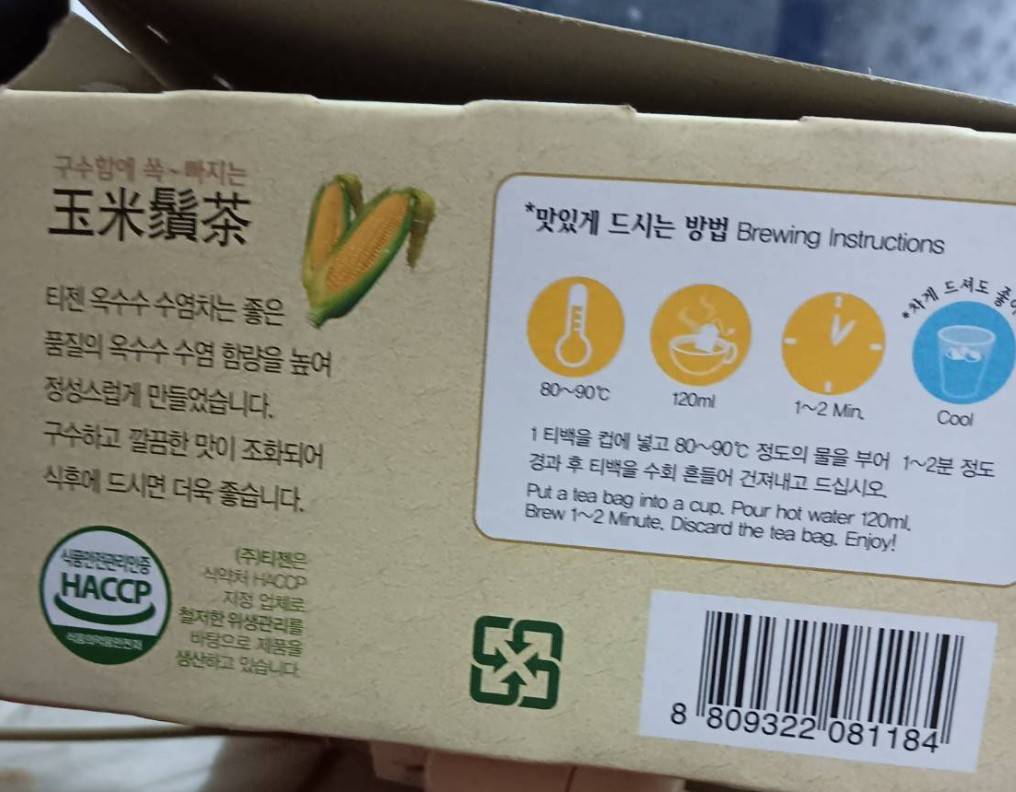 구수함에 쏙~빠지는
玉米鬚茶
티젠 옥수수 수염차는 좋은
품질의 옥수수 수염 함량을 높여
정성스럽게 만들었습니다.
구수하고 깔끔한 맛이 조화되어
식후에 드시면 더욱 좋습니다.
식품안전관리인증
HACCP
식품의약품안전처
(주)티젠은
식약처 HACCP
지정 업체로
철저한 위생관리를
바탕으로 제품을
생산하고 있습니다.
*맛있게 드시는 방법 Brewing Instructions
80~90℃
120ml
1~2 Min.
*차게 드셔도
Cool
1 티백을 컵에 넣고 80~90℃ 정도의 물을 부어 1~2분 정도
경과 후 티백을 수회 흔들어 건져내고 드십시오.
Put a tea bag into a cup. Pour hot water 120ml.
Brew 1~2 Minute. Discard the tea bag. Enjoy!
8 809322 081184